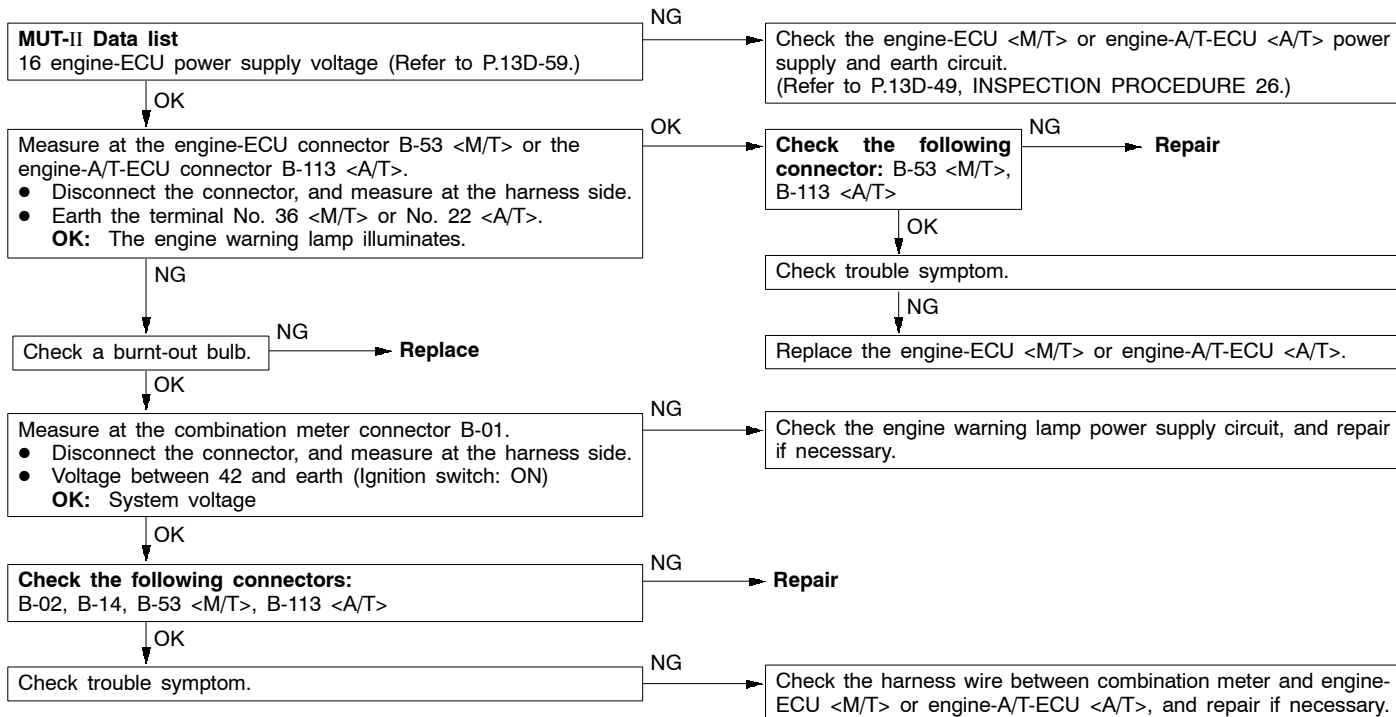 MUT-II Data list
16 engine-ECU power supply voltage (Refer to P.13D-59.)
NG
Check the engine-ECU <M/T> or engine-A/T-ECU <A/T> power
supply and earth circuit.
(Refer to P.13D-49, INSPECTION PROCEDURE 26.)
OK
Measure at the engine-ECU connector B-53 <M/T> or the
engine-A/T-ECU connector B-113 <A/T>.
● Disconnect the connector, and measure at the harness side.
● Earth the terminal No. 36 <M/T> or No. 22 <A/T>.
OK: The engine warning lamp illuminates.
OK
Check the following
connector: B-53 <M/T>,
B-113 <A/T>
NG
Repair
OK
Check trouble symptom.
NG
Replace the engine-ECU <M/T> or engine-A/T-ECU <A/T>.
NG
Check a burnt-out bulb.
NG
Replace
OK
Measure at the combination meter connector B-01.
● Disconnect the connector, and measure at the harness side.
● Voltage between 42 and earth (Ignition switch: ON)
OK: System voltage
NG
Check the engine warning lamp power supply circuit, and repair
if necessary.
OK
Check the following connectors:
B-02, B-14, B-53 <M/T>, B-113 <A/T>
NG
Repair
OK
Check trouble symptom.
NG
Check the harness wire between combination meter and engine-
ECU <M/T> or engine-A/T-ECU <A/T>, and repair if necessary.